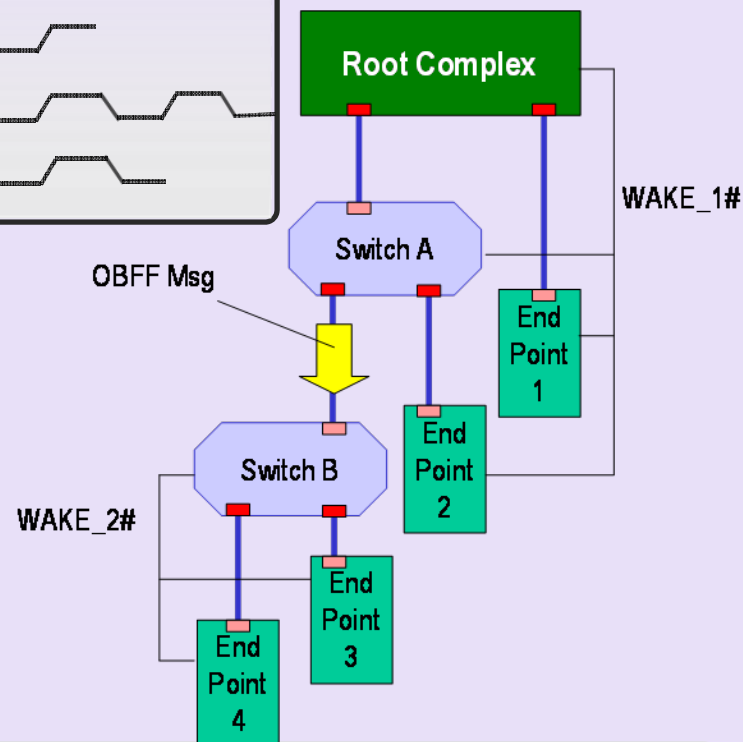 Root Complex
WAKE_1#
Switch A
OBFF Msg
End
Point
1
End
Point
2
Switch B
WAKE_2#
End
Point
3
End
Point
4